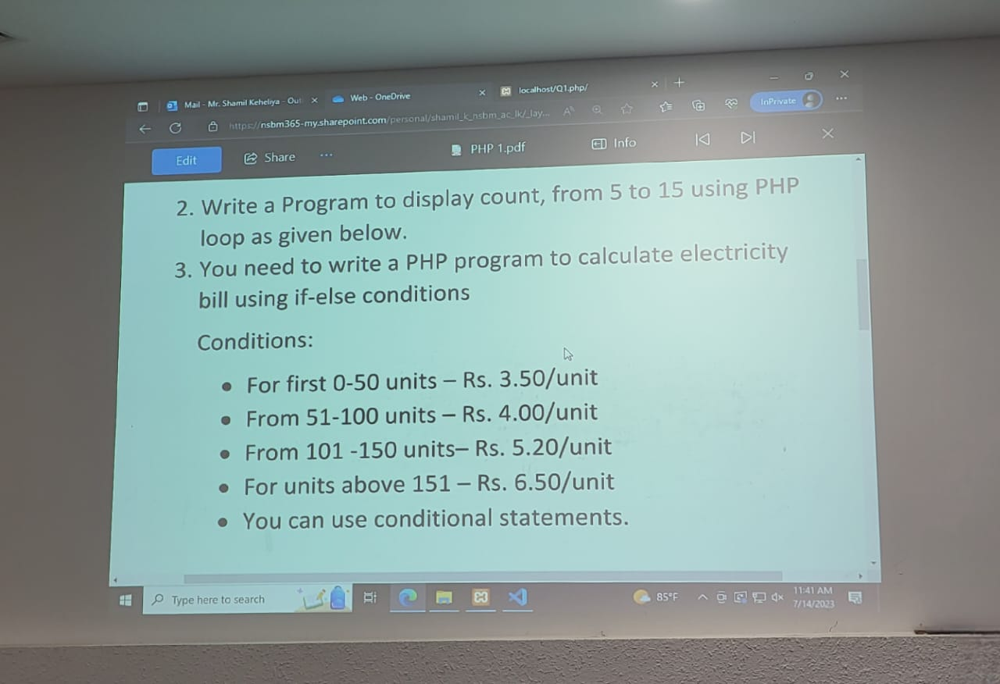 Mail - Mr. Shamil Keheliya - Out
Web - OneDrive
localhost/Q1.php/
https://nsbm365-my.sharepoint.com/personal/shamil_k_nsbm_ac_lk/_lay...
InPrivate
Edit
Share
PHP 1.pdf
Info
2. Write a Program to display count, from 5 to 15 using PHP
loop as given below.
3. You need to write a PHP program to calculate electricity
bill using if-else conditions
Conditions:
• For first 0-50 units – Rs. 3.50/unit
• From 51-100 units – Rs. 4.00/unit
• From 101 -150 units– Rs. 5.20/unit
• For units above 151 – Rs. 6.50/unit
• You can use conditional statements.
Type here to search
85°F
11:41 AM
7/14/2023